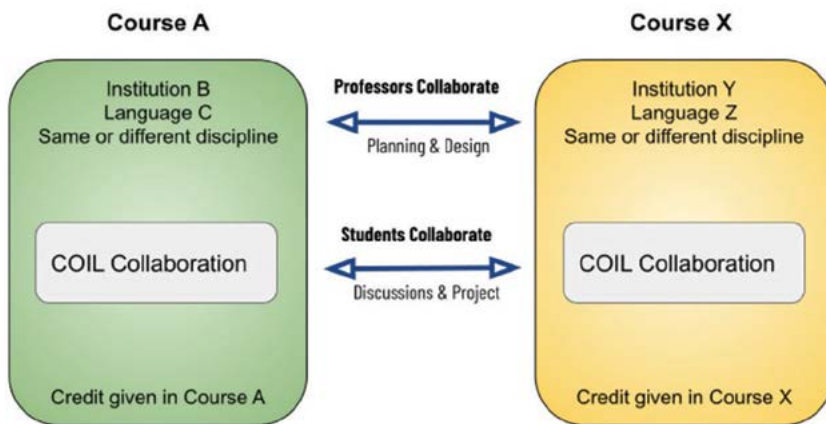 Course A
Course X
Institution B
Language C
Same or different discipline
COIL Collaboration
Credit given in Course A
Professors Collaborate
Planning & Design
Students Collaborate
Discussions & Project
Institution Y
Language Z
Same or different discipline
COIL Collaboration
Credit given in Course X